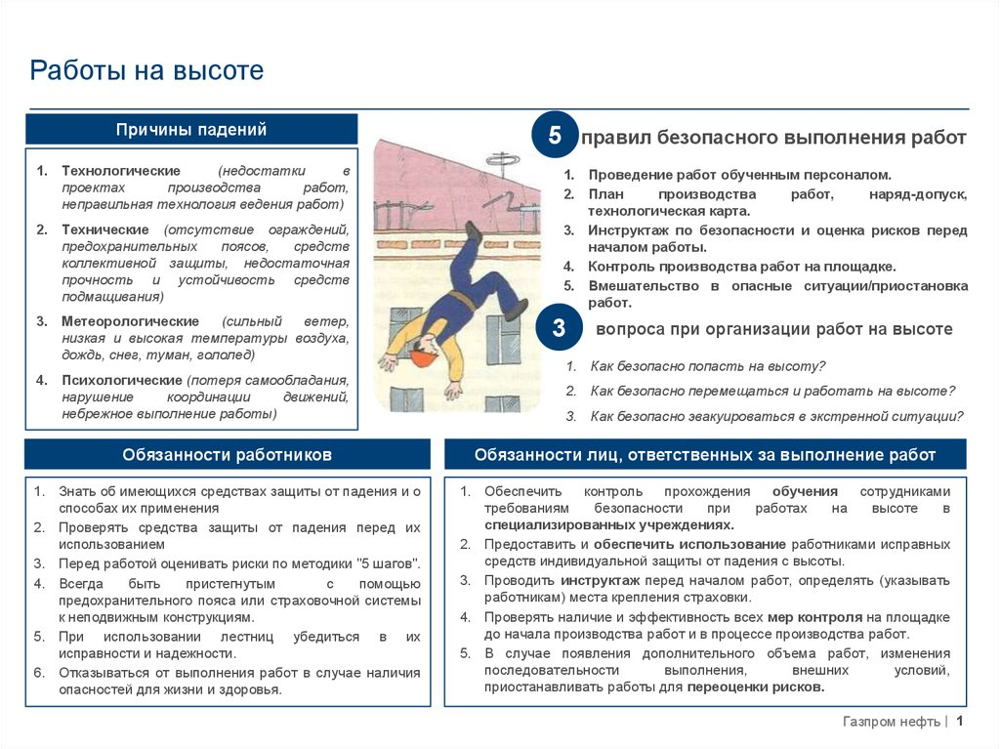 Работы на высоте
Причины падений
1. Технологические (недостатки в
проектах производства работ,
неправильная технология ведения работ)
2. Технические (отсутствие ограждений,
предохранительных поясов, средств
коллективной защиты, недостаточная
прочность и устойчивость средств
подмащивания)
3. Метеорологические (сильный ветер,
низкая и высокая температуры воздуха,
дождь, снег, туман, гололед)
4. Психологические (потеря самообладания,
нарушение координации движений,
небрежное выполнение работы)
5 правил безопасного выполнения работ
1. Проведение работ обученным персоналом.
2. План производства работ, наряд-допуск,
технологическая карта.
3. Инструктаж по безопасности и оценка рисков перед
началом работы.
4. Контроль производства работ на площадке.
5. Вмешательство в опасные ситуации/приостановка
работ.
3 вопроса при организации работ на высоте
1. Как безопасно попасть на высоту?
2. Как безопасно перемещаться и работать на высоте?
3. Как безопасно эвакуироваться в экстренной ситуации?
Обязанности работников
1. Знать об имеющихся средствах защиты от падения и о
способах их применения
2. Проверять средства защиты от падения перед их
использованием
3. Перед работой оценивать риски по методики "5 шагов".
4. Всегда быть пристегнутым с помощью
предохранительного пояса или страховочной системы
к неподвижным конструкциям.
5. При использовании лестниц убедиться в их
исправности и надежности.
6. Отказываться от выполнения работ в случае наличия
опасностей для жизни и здоровья.
Обязанности лиц, ответственных за выполнение работ
1. Обеспечить контроль прохождения обучения сотрудниками
требованиям безопасности при работах на высоте в
специализированных учреждениях.
2. Предоставить и обеспечить использование работниками исправных
средств индивидуальной защиты от падения с высоты.
3. Проводить инструктаж перед началом работ, определять (указывать
работникам) места крепления страховки.
4. Проверять наличие и эффективность всех мер контроля на площадке
до начала производства работ и в процессе производства работ.
5. В случае появления дополнительного объема работ, изменения
последовательности выполнения, внешних условий,
приостанавливать работы для переоценки рисков.
Газпром нефть | 1